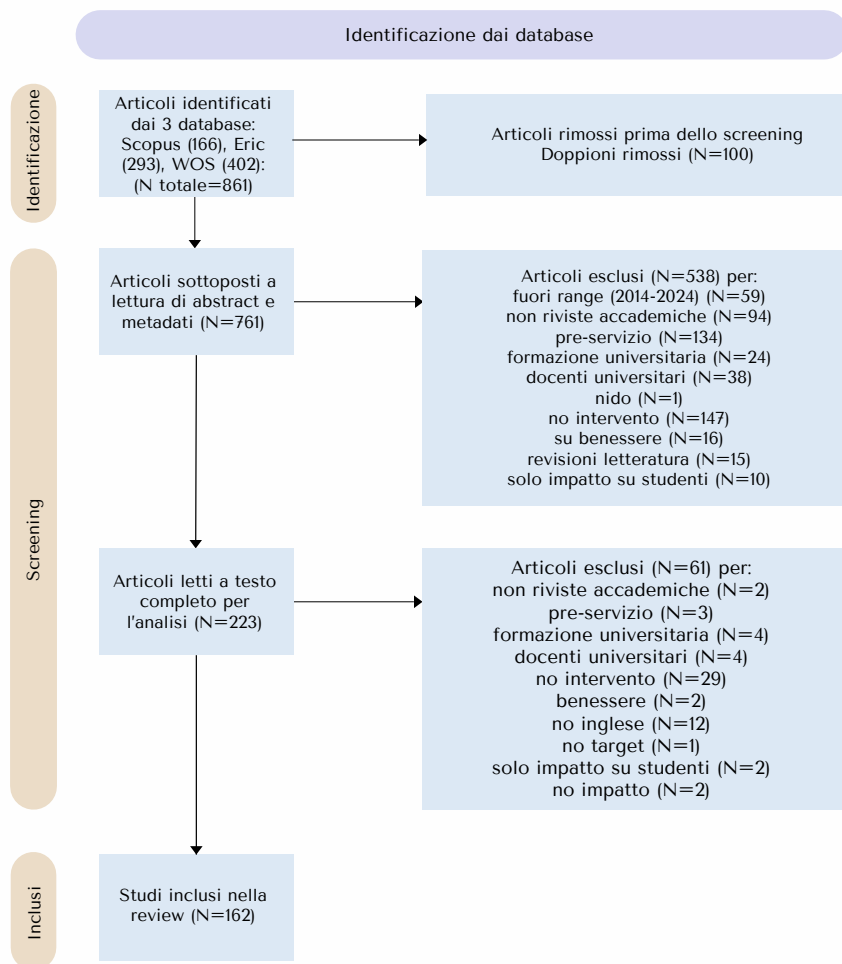 Identificazione dai database
Identificazione
Articoli identificati
dai 3 database:
Scopus (166), Eric
(293), WOS (402):
(N totale=861)
Articoli rimossi prima dello screening
Doppioni rimossi (N=100)
Screening
Articoli sottoposti a
lettura di abstract e
metadati (N=761)
Articoli esclusi (N=538) per:
fuori range (2014-2024) (N=59)
non riviste accademiche (N=94)
pre-servizio (N=134)
formazione universitaria (N=24)
docenti universitari (N=38)
nido (N=1)
no intervento (N=147)
su benessere (N=16)
revisioni letteratura (N=15)
solo impatto su studenti (N=10)
Articoli letti a testo
completo per
l'analisi (N=223)
Articoli esclusi (N=61) per:
non riviste accademiche (N=2)
pre-servizio (N=3)
formazione universitaria (N=4)
docenti universitari (N=4)
no intervento (N=29)
benessere (N=2)
no inglese (N=12)
no target (N=1)
solo impatto su studenti (N=2)
no impatto (N=2)
Inclusi
Studi inclusi nella
review (N=162)